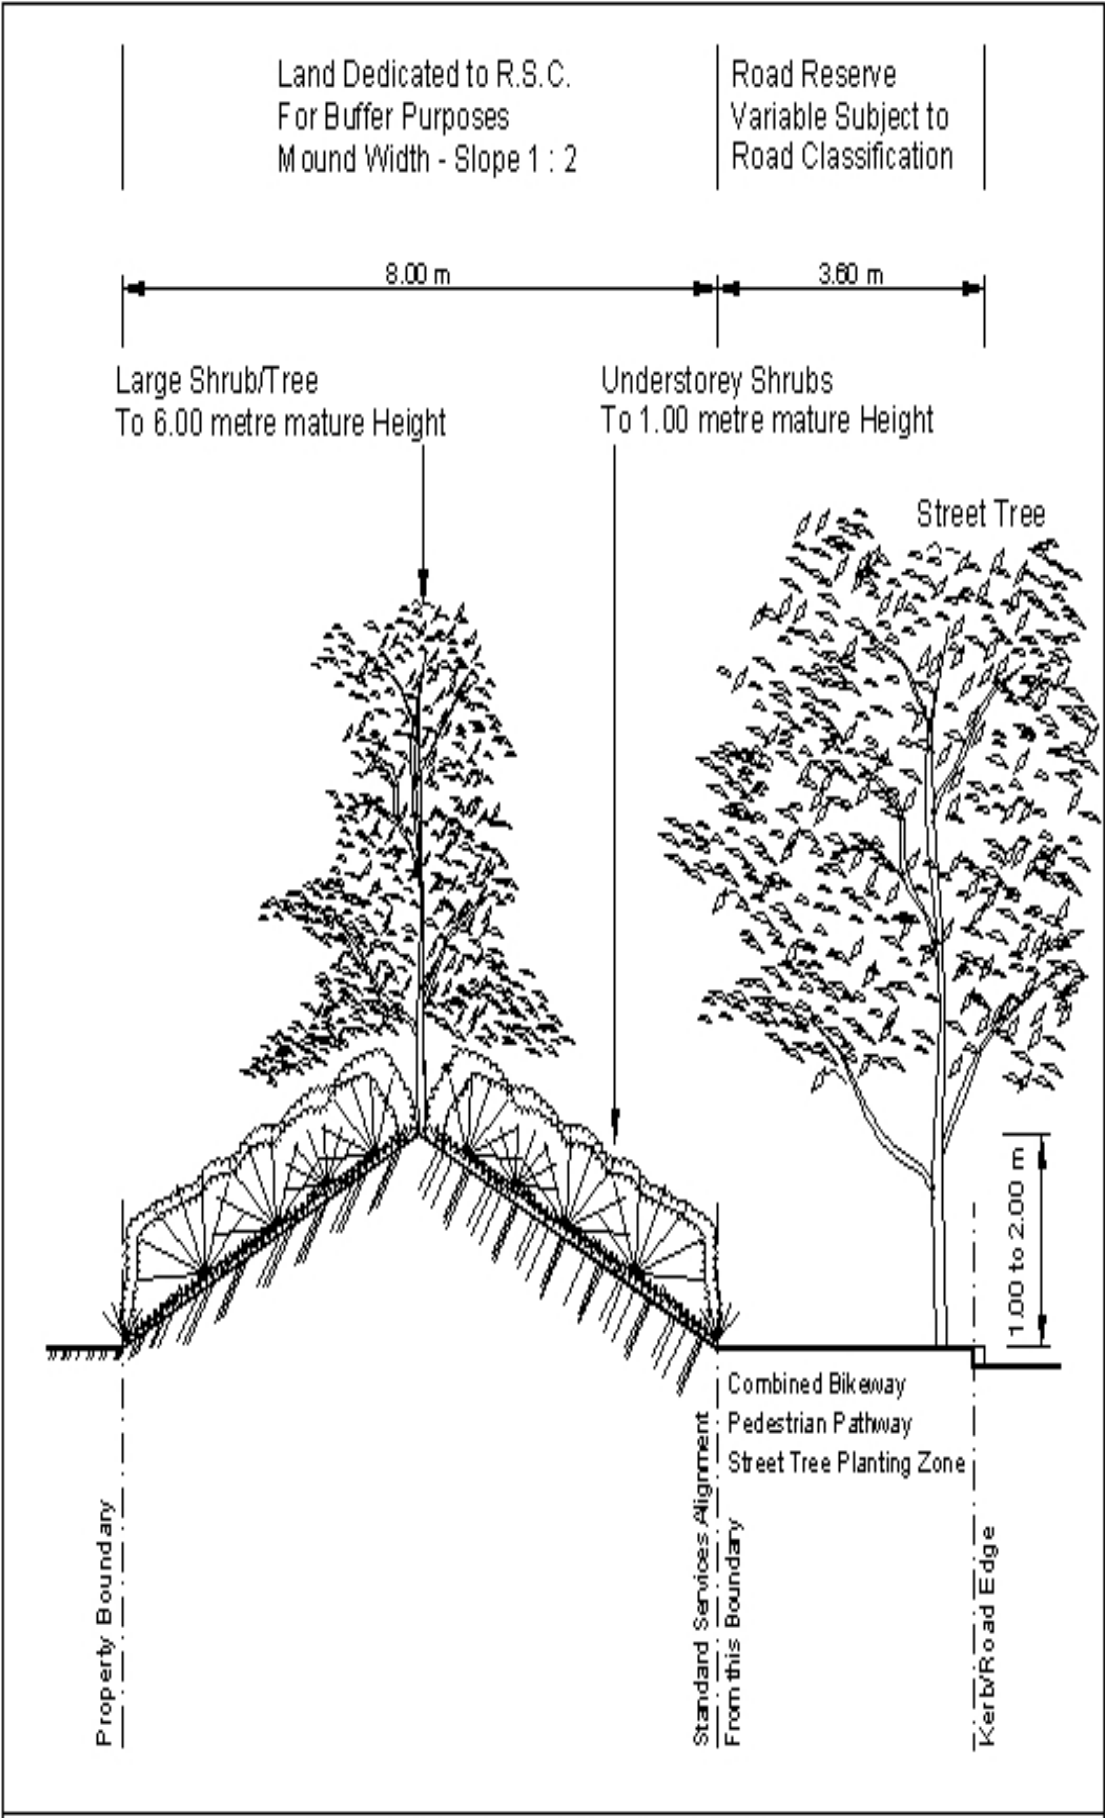 Land Dedicated to R.S.C.
For Buffer Purposes
Mound Width - Slope 1 : 2
Road Reserve
Variable Subject to
Road Classification
8.00 m
3.60 m
Large Shrub/Tree
To 6.00 metre mature Height
Understorey Shrubs
To 1.00 metre mature Height
Street Tree
1.00 to 2.00 m
Combined Bikeway
Pedestrian Pathway
Street Tree Planting Zone
Property Boundary
Standard Services Alignment
From this Boundary
Kerb/Road Edge